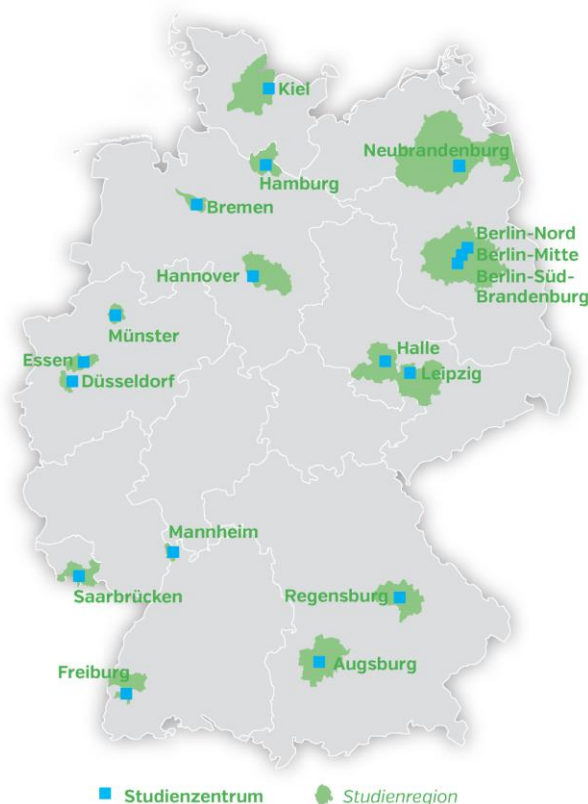 Kiel
Neubrandenburg
Hamburg
Bremen
Berlin-Nord
Berlin-Mitte
Berlin-Süd-
Brandenburg
Hannover
Münster
Halle
Essen
Leipzig
Düsseldorf
Mannheim
Saarbrücken
Regensburg
Freiburg
Augsburg
Studienzentrum
Studienregion